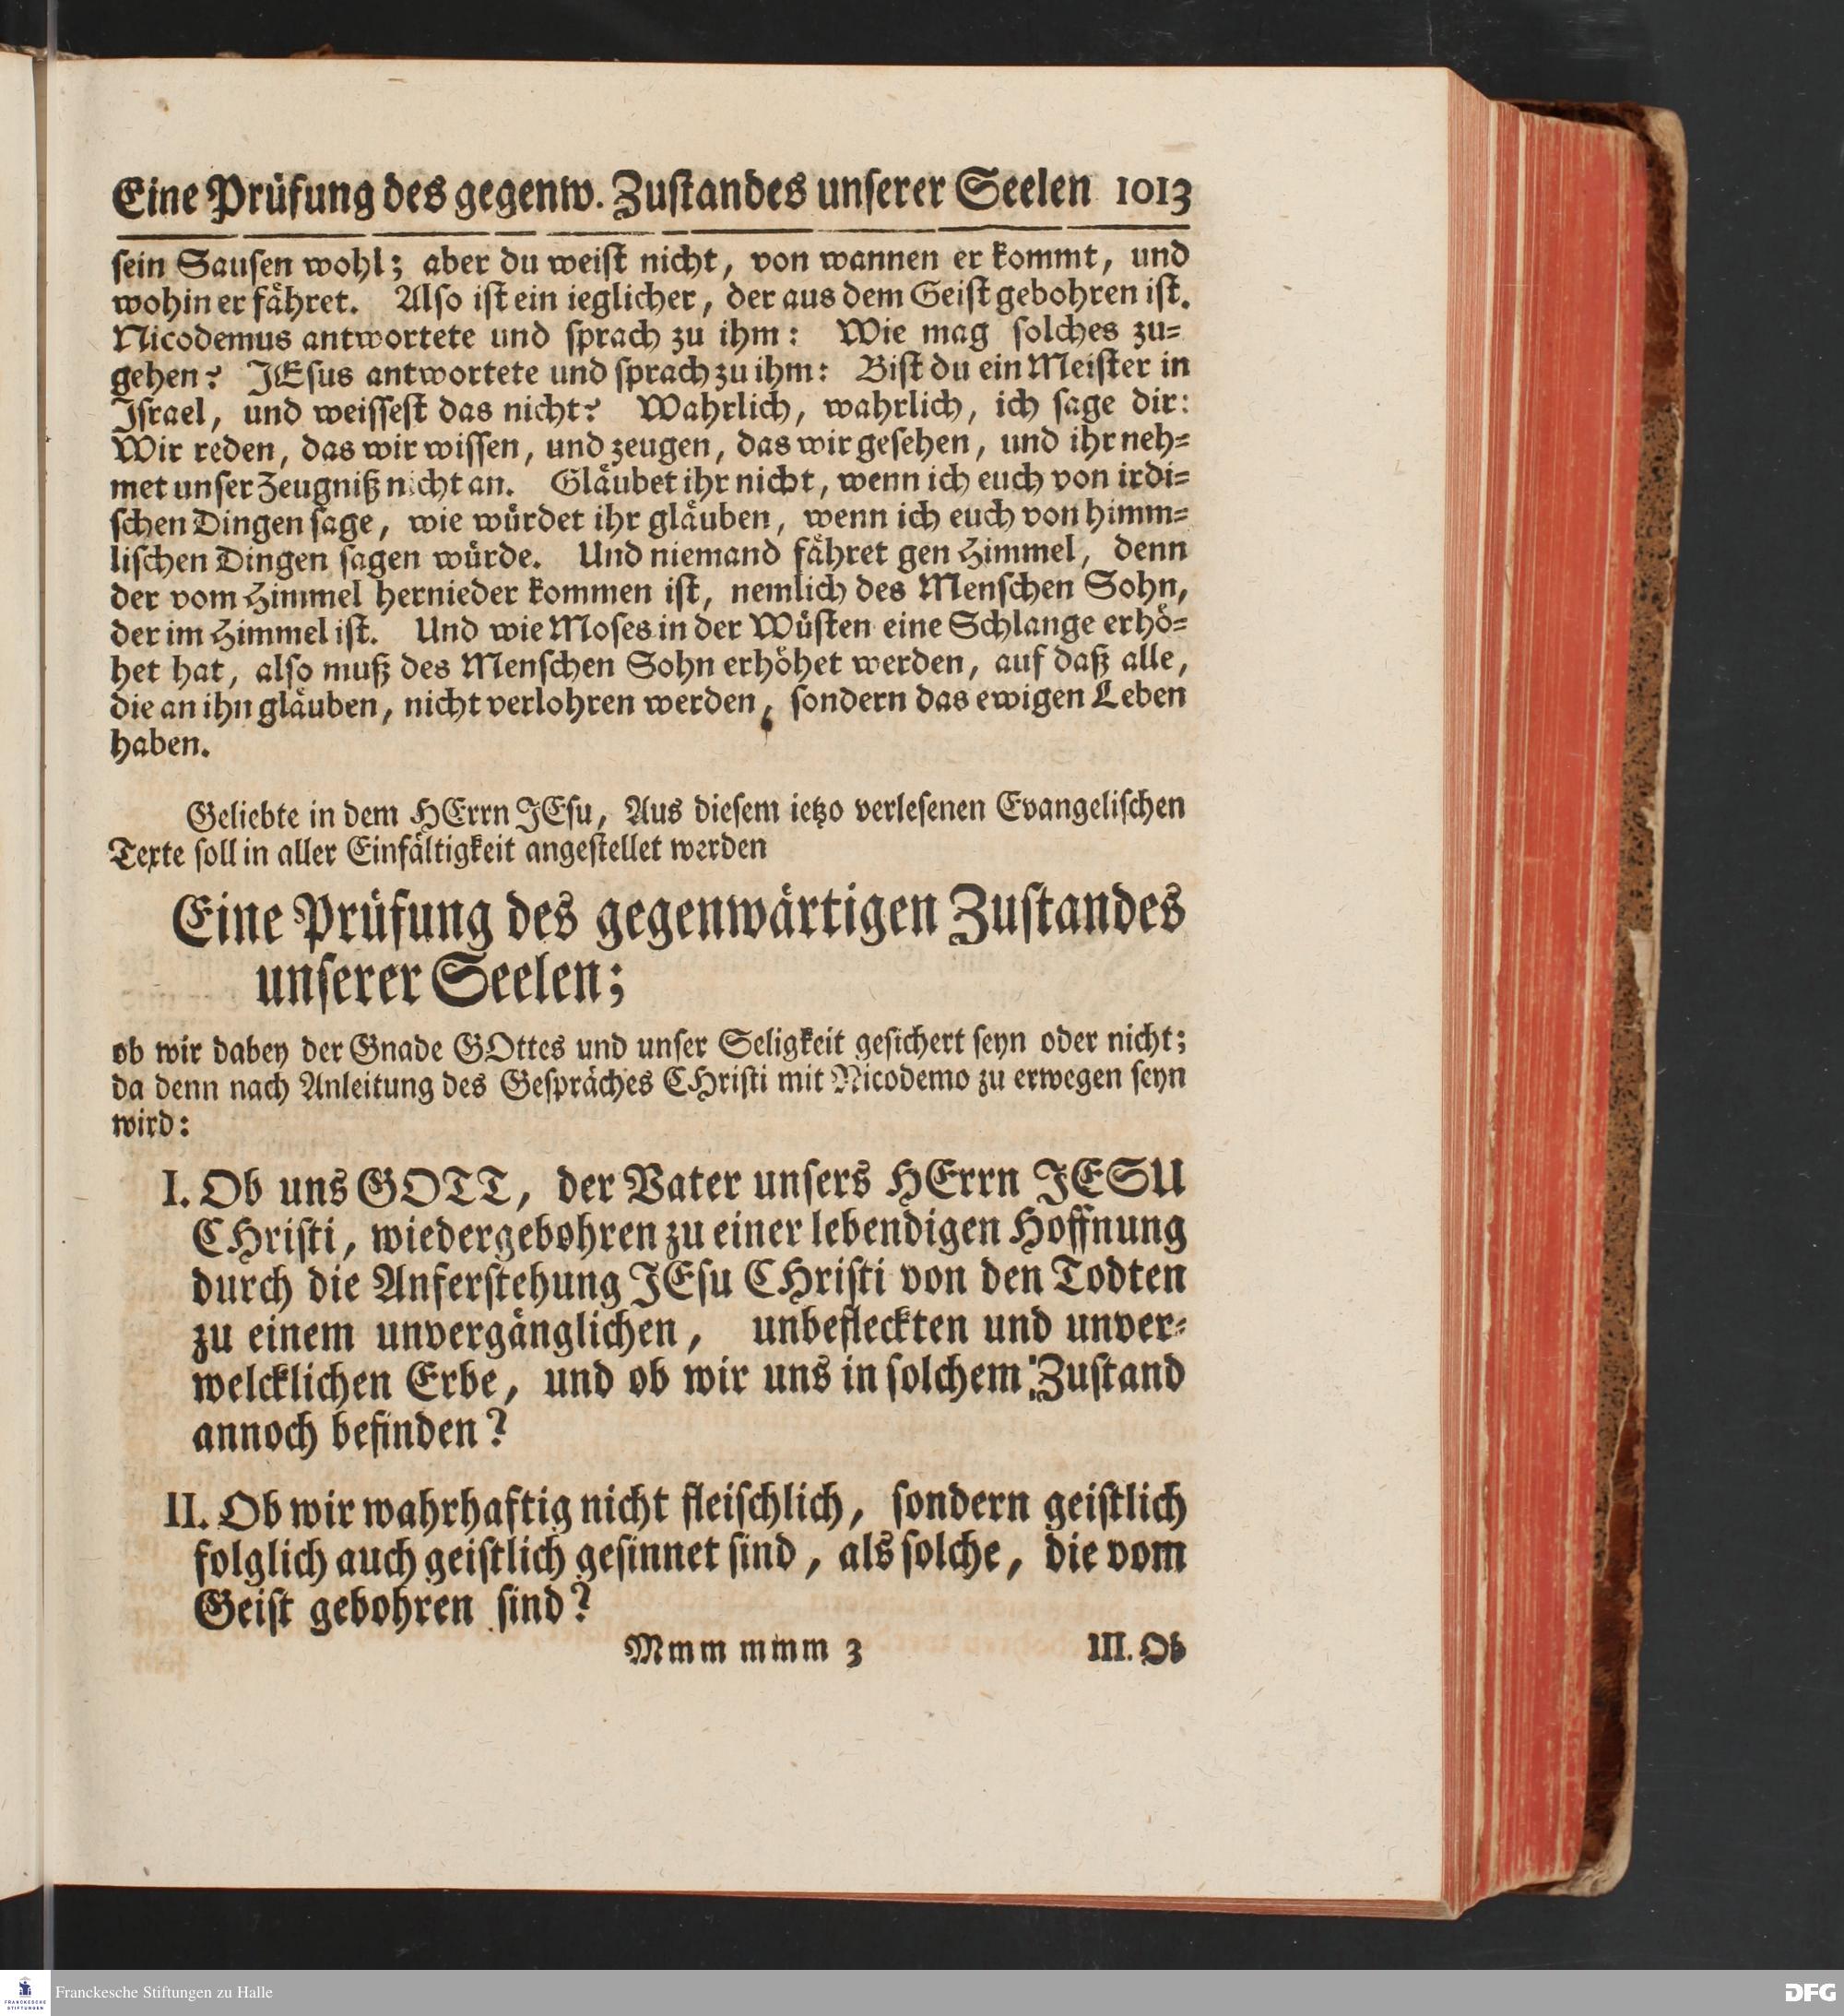 Eine Prüfung des gegenw. Zustandes unserer Seelen 1013
sein Sausen wohl; aber du weist nicht, von wannen er kommt, und
wohin er fähret. Also ist ein ieglicher, der aus dem Geist gebohren ist.
Nicodemus antwortete und sprach zu ihm: Wie mag solches zu-
gehen? JEsus antwortete und sprach zu ihm: Bist du ein Meister in
Israel, und weissest das nicht? Wahrlich, wahrlich, ich sage dir:
Wir reden, das wir wissen, und zeugen, das wir gesehen, und ihr neh-
met unser Zeugniß nicht an. Gläubet ihr nicht, wenn ich euch von irdi-
schen Dingen sage, wie würdet ihr gläuben, wenn ich euch von himm-
lischen Dingen sagen würde. Und niemand fähret gen Himmel, denn
der vom Himmel hernieder kommen ist, nemlich des Menschen Sohn,
der im Himmel ist. Und wie Moses in der Wüsten eine Schlange erhö-
het hat, also muß des Menschen Sohn erhöhet werden, auf daß alle,
die an ihn gläuben, nicht verlohren werden, sondern das ewigen Leben
haben.
Geliebte in dem HErrn JEsu, Aus diesem ietzo verlesenen Evangelischen
Texte soll in aller Einfältigkeit angestellet werden
Eine Prüfung des gegenwärtigen Zustandes
unserer Seelen;
ob wir dabey der Gnade GOttes und unser Seligkeit gesichert seyn oder nicht;
da denn nach Anleitung des Gespräches CHristi mit Nicodemo zu erwegen seyn
wird:
I. Ob uns GOTT, der Vater unsers HErrn JESU
CHristi, wiedergebohren zu einer lebendigen Hoffnung
durch die Anferstehung JEsu CHristi von den Todten
zu einem unvergänglichen, unbefleckten und unver-
welcklichen Erbe, und ob wir uns in solchem Zustand
annoch befinden?
II. Ob wir wahrhaftig nicht fleischlich, sondern geistlich
folglich auch geistlich gesinnet sind, als solche, die vom
Geist gebohren sind?
Mmm mmm 3 III. Ob
FRANCKESCHE STIFTUNGEN
Franckesche Stiftungen zu Halle
DFG